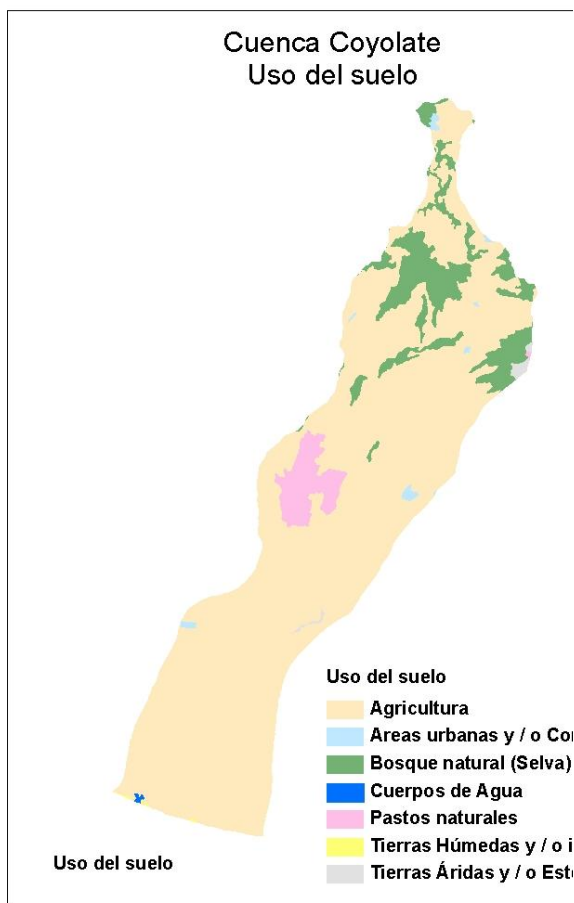 Cuenca Coyolate
Uso del suelo
Uso del suelo
Agricultura
Areas urbanas y / o
Bosque natural (Selva)
Cuerpos de Agua
Pastos naturales
Tierras Húmedas y / o
Tierras Áridas y / o
Uso del suelo